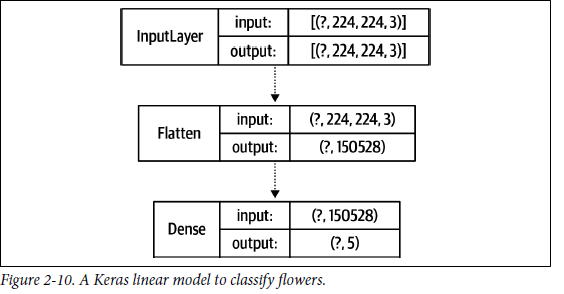 InputLayer input: [(?, 224, 224, 3)]
output: [(?, 224, 224, 3)]
Flatten input: (?, 224, 224, 3)
output: (?, 150528)
Dense input: (?, 150528)
output: (?, 5)
Figure 2-10. A Keras linear model to classify flowers.